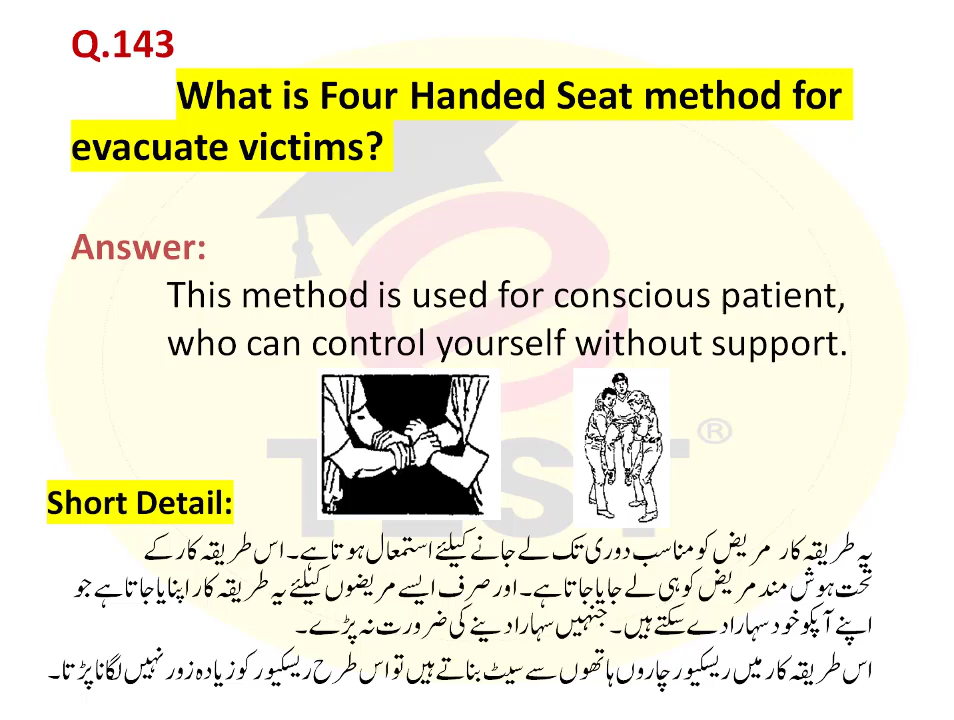 Q.143
What is Four Handed Seat method for
evacuate victims?
Answer:
This method is used for conscious patient,
who can control yourself without support.
TEST®
Short Detail:
یہ طریقہ کار مریض کو مناسب دوری تک لے جانے کیلئے استعمال ہوتا ہے۔ اس طریقہ کار کے
تحت ہوش مند مریض کو ہی لے جایا جاتا ہے۔ اور صرف ایسے مریضوں کیلئے یہ طریقہ کار اپنایا جاتا ہے جو
اپنے آپکو خود سہارا دے سکتے ہیں۔ جنہیں سہارا دینے کی ضرورت نہ پڑے۔
اس طریقہ کار میں ریسکیور چاروں ہاتھوں سے سیٹ بناتے ہیں تو اس طرح ریسکیور کو زیادہ زور نہیں لگانا پڑتا۔